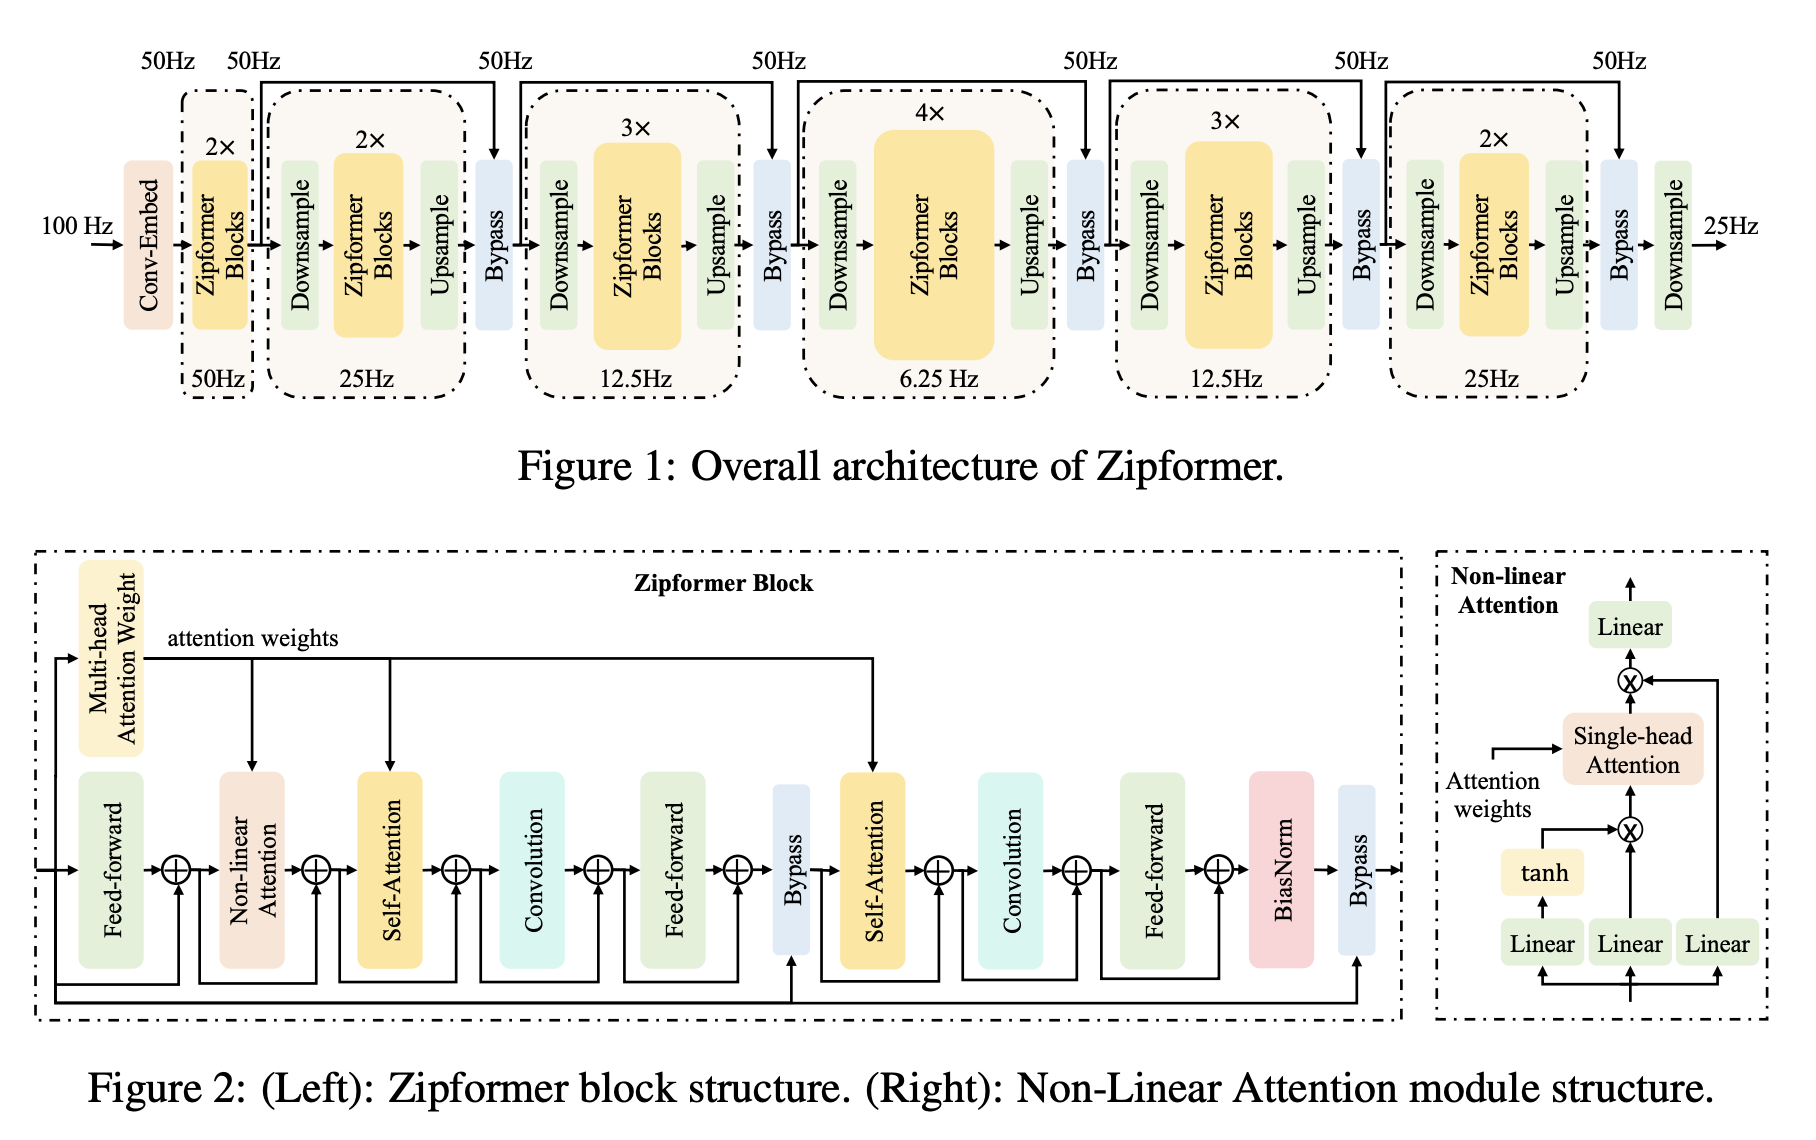 50Hz 50Hz 50Hz 50Hz 50Hz 50Hz 50Hz
2× 2× 3× 4× 3× 2×
100 Hz
Conv-Embed
Zipformer
Blocks
Downsample
Zipformer
Blocks
Upsample
Bypass
Downsample
Zipformer
Blocks
Upsample
Bypass
Downsample
Zipformer
Blocks
Upsample
Bypass
Downsample
Zipformer
Blocks
Upsample
Bypass
Downsample
Zipformer
Blocks
Upsample
Bypass
Downsample
25Hz
50Hz 25Hz 12.5Hz 6.25 Hz 12.5Hz 25Hz
Figure 1: Overall architecture of Zipformer.
Zipformer Block
Multi-head
Attention Weight
attention weights
Feed-forward
Non-linear
Attention
Self-Attention
Convolution
Feed-forward
Bypass
Self-Attention
Convolution
Feed-forward
BiasNorm
Bypass
Non-linear
Attention
Linear
X
Single-head
Attention
Attention
weights
X
tanh
Linear Linear Linear
Figure 2: (Left): Zipformer block structure. (Right): Non-Linear Attention module structure.